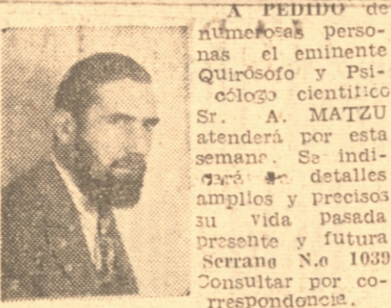 A PEDIDO de
numerosas perso-
nas el eminente
Quirósofo y Psi-
cólogo científico
Sr. A. MATZU
atenderá por esta
semana. Se indi-
cará detalles
amplios y precisos
su vida pasada
presente y futura
Serrano N.o 1039
Consultar por co-
rrespondencia.